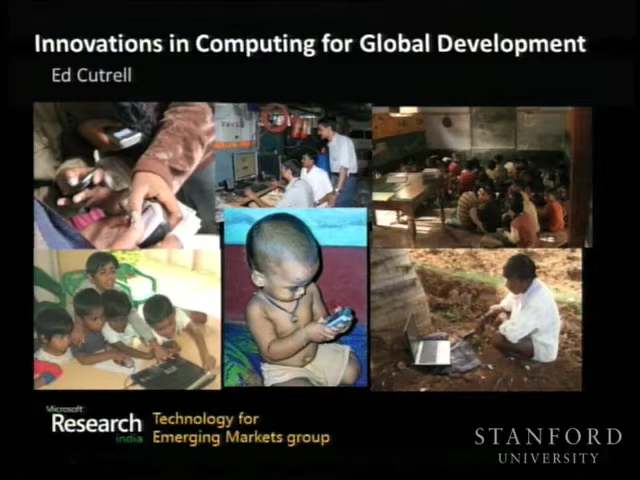 Innovations in Computing for Global Development
Ed Cutrell
Microsoft
Research
india
Technology for
Emerging Markets group
STANFORD
UNIVERSITY